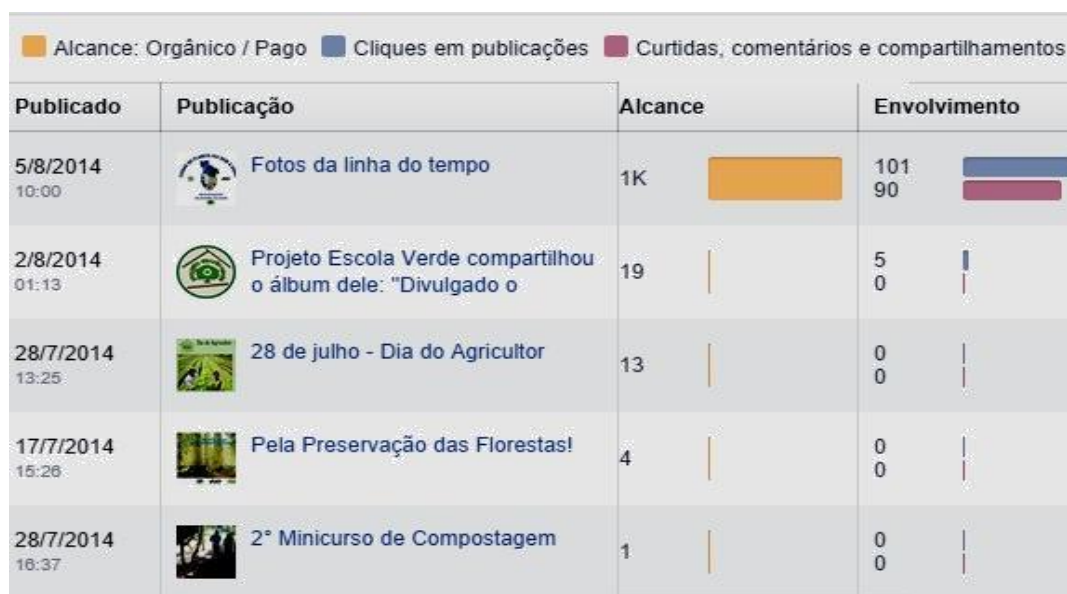 Alcance: Orgânico / Pago Cliques em publicações Curtidas, comentários e compartilhamentos
Publicado Publicação Alcance Envolvimento
5/8/2014 Fotos da linha do tempo 1K 101
10:00 90
2/8/2014 Projeto Escola Verde compartilhou 19 5
01:13 o álbum dele: "Divulgado o 0
28/7/2014 28 de julho - Dia do Agricultor 13 0
13:25 0
17/7/2014 Pela Preservação das Florestas! 4 0
15:26 0
28/7/2014 2° Minicurso de Compostagem 1 0
16:37 0